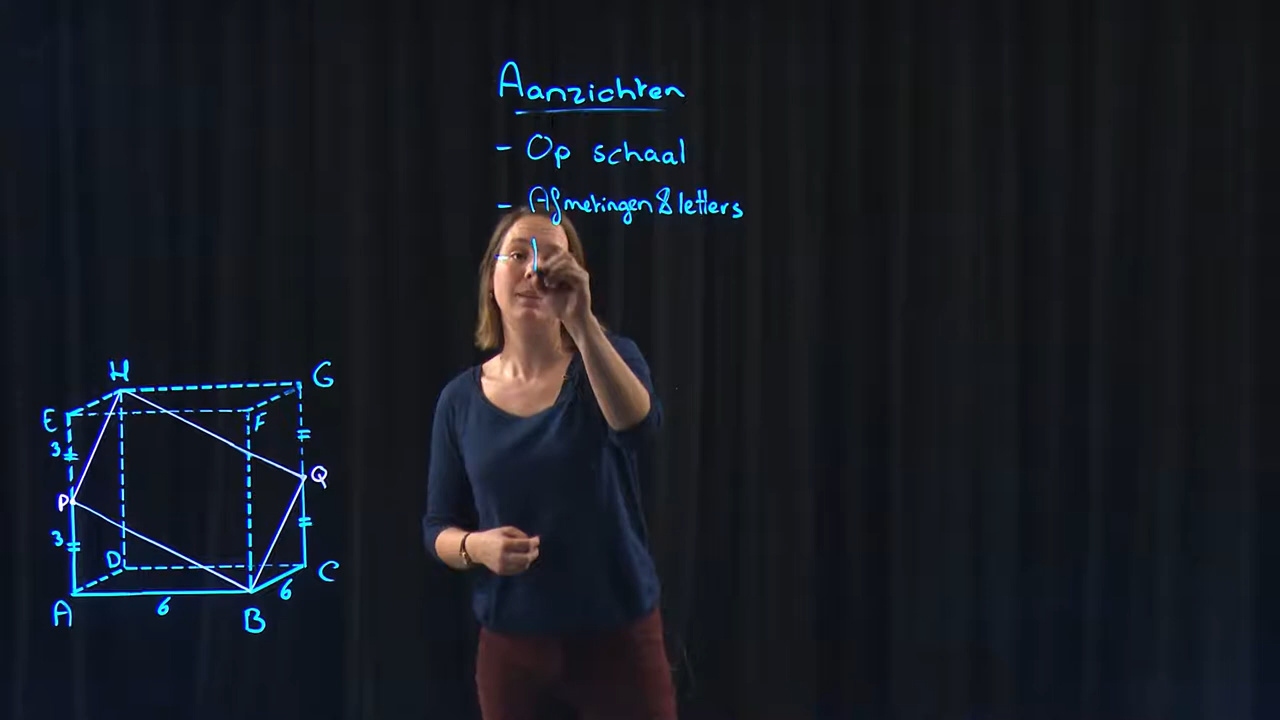 Aanzichten
- Op schaal
- Afmetingen & letters
-
H
G
E
F
3
Q
P
3
D
C
6
6
A
B